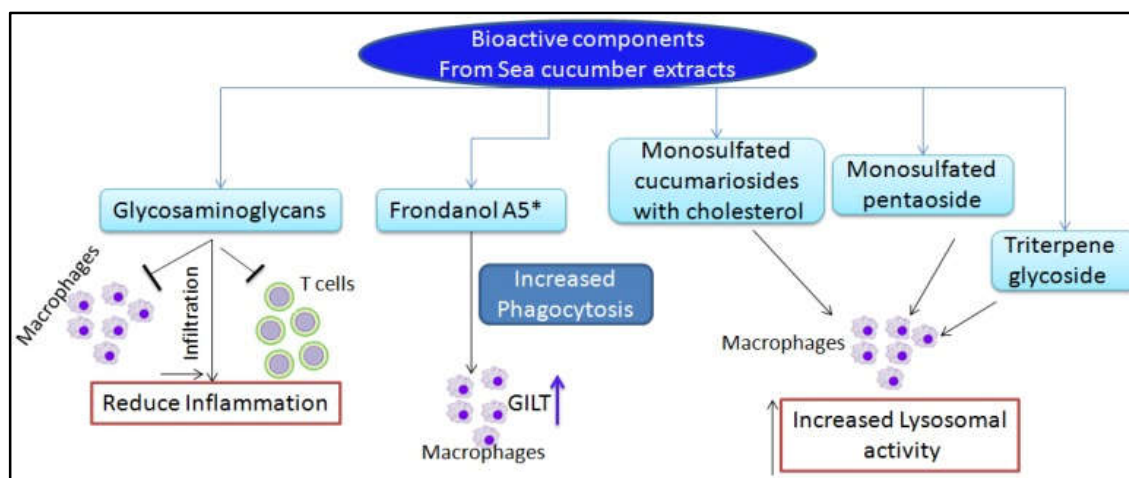 Bioactive components
From Sea cucumber extracts
Glycosaminoglycans
Frondanol A5*
Monosulfated
cucumariosides
with cholesterol
Monosulfated
pentaoside
Triterpene
glycoside
Macrophages
Infiltration
T cells
Reduce Inflammation
Increased
Phagocytosis
GILT
Macrophages
Macrophages
Increased Lysosomal
activity